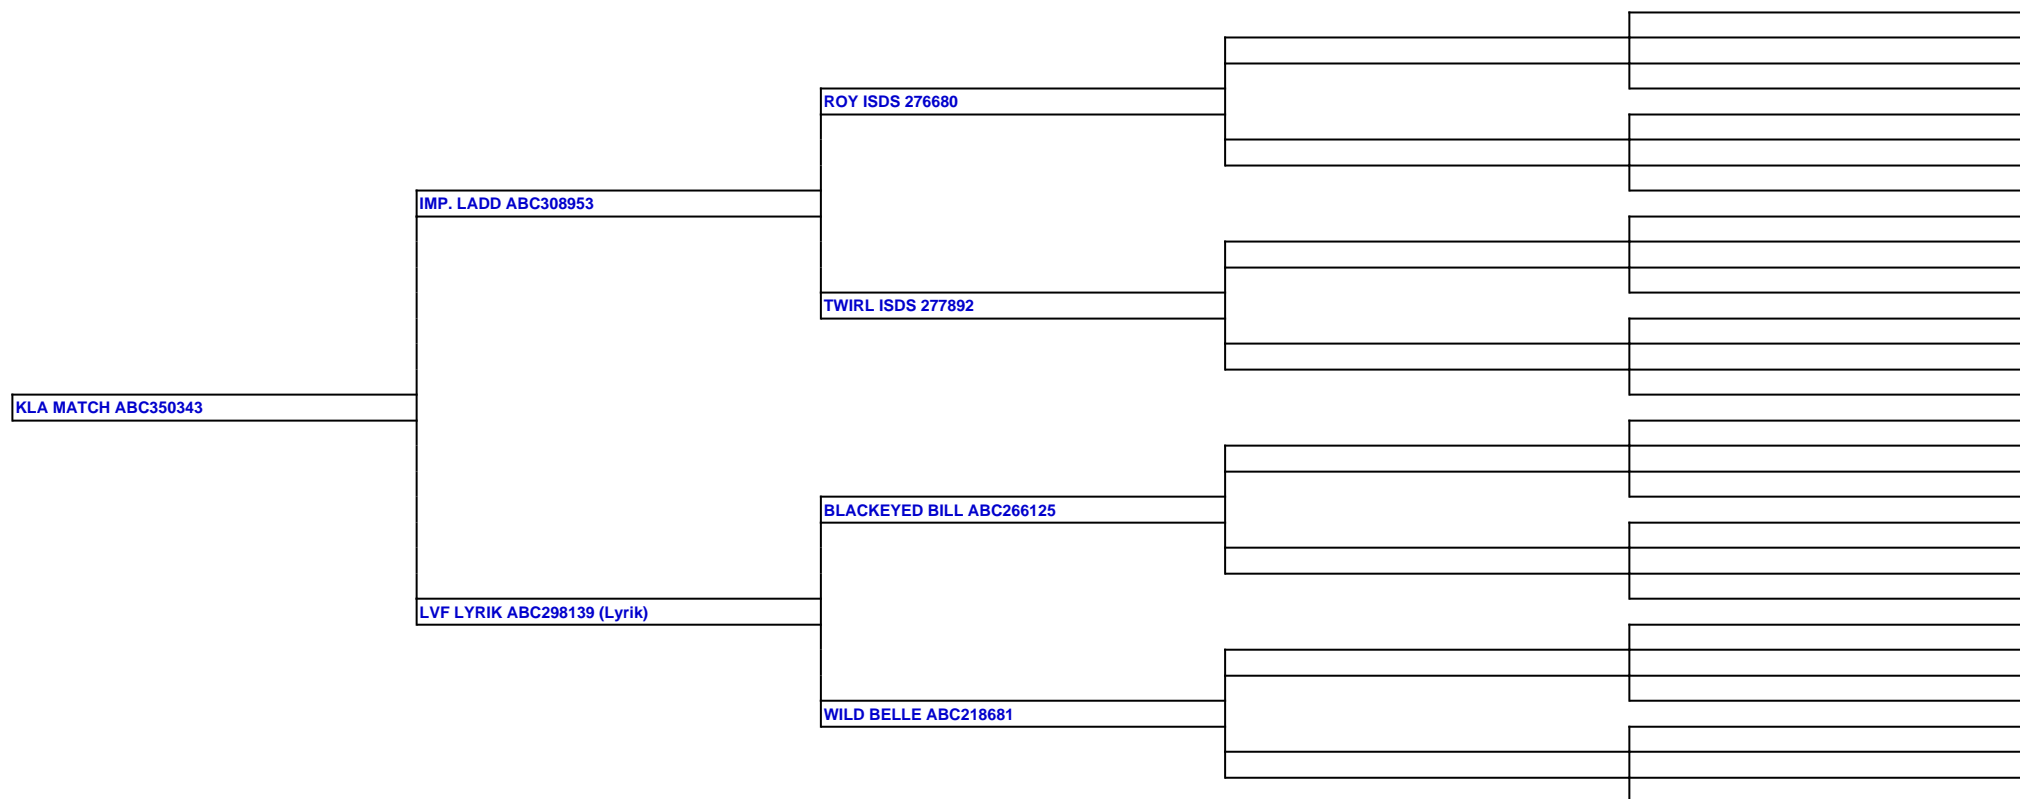 ROY ISDS 276680
IMP. LADD ABC308953
TWIRL ISDS 277892
KLA MATCH ABC350343
BLACKEYED BILL ABC266125
LVF LYRIK ABC298139 (Lyrik)
WILD BELLE ABC218681